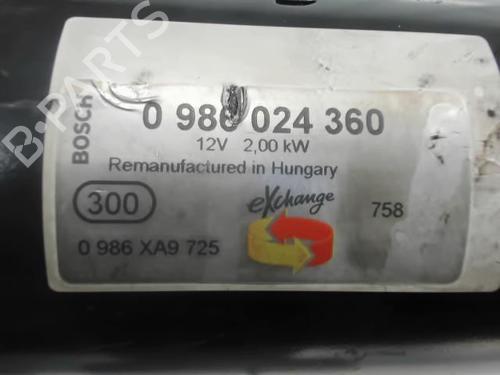 B-PARTS
BOSCH
0 986 024 360
12V 2,00 kW
Remanufactured in Hungary
300
eXchange
758
0 986 XA9 725